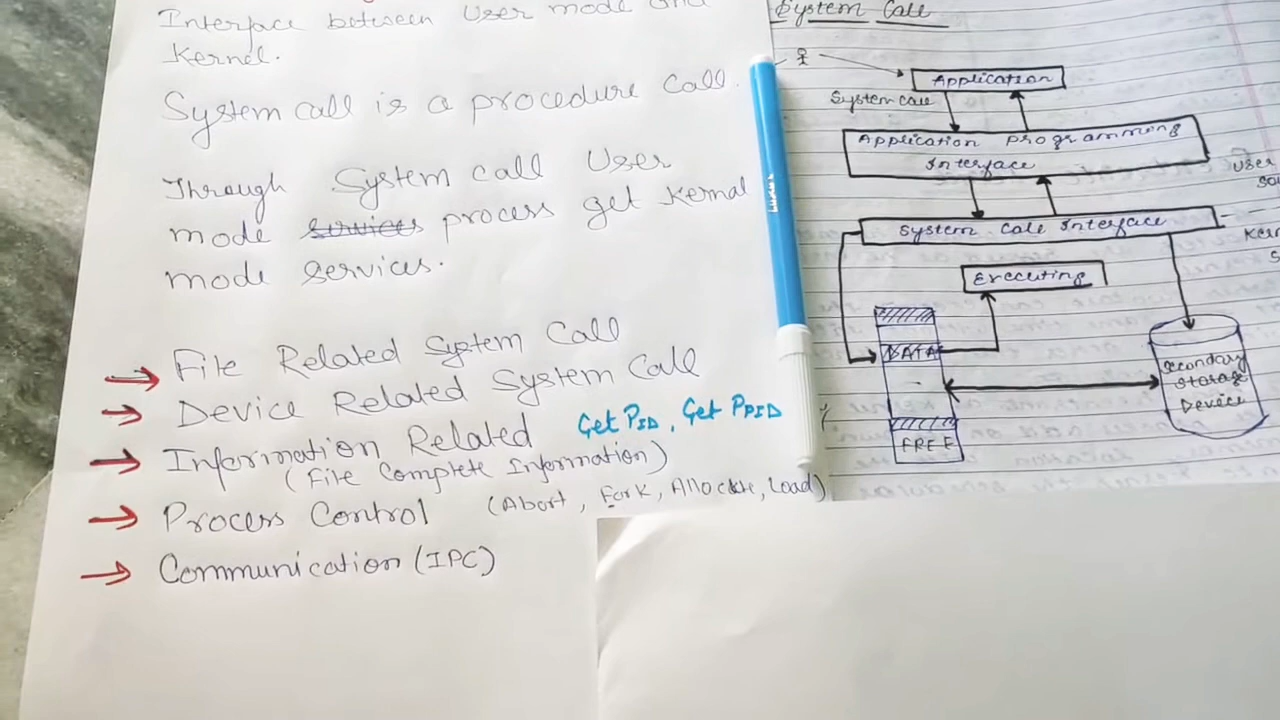 Interface between User mode and
Kernel.
System call is a procedure call.
Through System call User
mode services process get Kernal
mode services.
File Related System Call
Device Related System Call
Information Related Get PID, Get PPID
(File Complete Information)
Process Control (Abort, Fork, Allocate, Load)
Communication (IPC)
System Call
Application
System call
Application Programming
Interface
User
System Call Interface
Kern
Executing
DATA
Secondary
Storage
Device
FREE